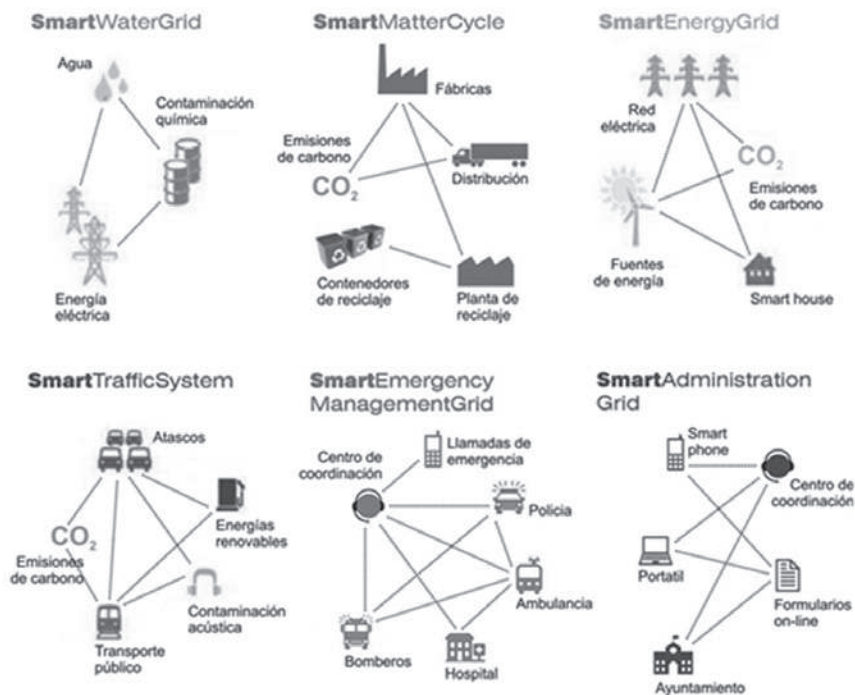 SmartWaterGrid
Agua
Contaminación
química
Energía
eléctrica
SmartMatterCycle
Fábricas
Emisiones
de carbono
CO2
Distribución
Contenedores
de reciclaje
Planta de
reciclaje
SmartEnergyGrid
Red
eléctrica
CO2
Emisiones
de carbono
Fuentes
de energía
Smart house
SmartTrafficSystem
Atascos
CO2
Emisiones
de carbono
Energías
renovables
Contaminación
acústica
Transporte
público
SmartEmergency
ManagementGrid
Centro de
coordinación
Llamadas de
emergencia
Policia
Ambulancia
Bomberos
Hospital
SmartAdministration
Grid
Smart
phone
Centro de
coordinación
Portatil
Formularios
on-line
Ayuntamiento